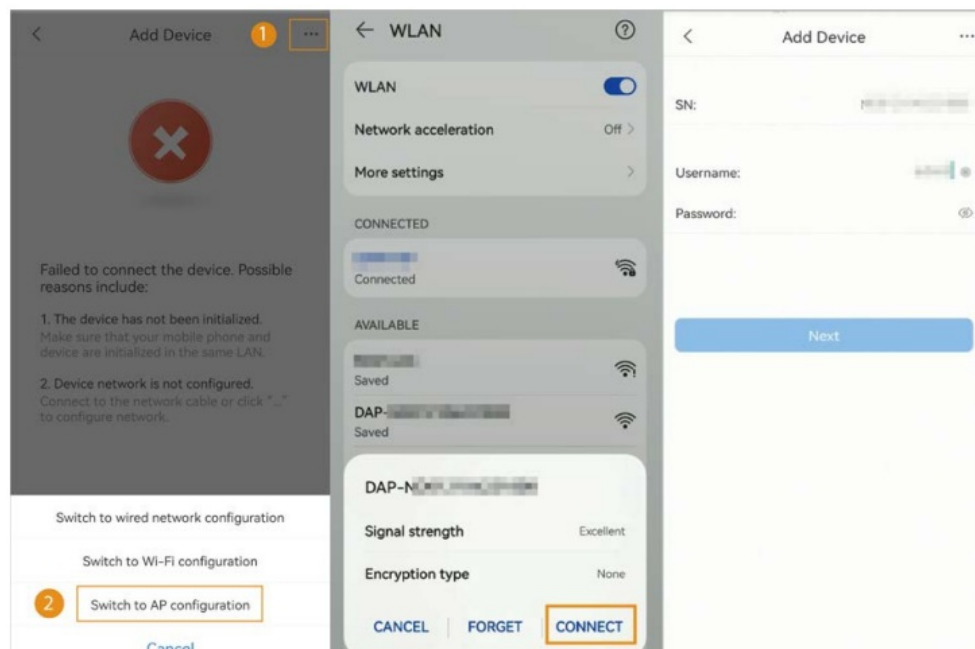 Add Device
1
...
Failed to connect the device. Possible
reasons include:
1. The device has not been initialized.
Make sure that your mobile phone and
device are initialized in the same LAN.
2. Device network is not configured.
Connect to the network cable or click "..."
to configure network.
Switch to wired network configuration
Switch to Wi-Fi configuration
2
Switch to AP configuration
Cancel
WLAN
?
WLAN
Network acceleration
Off
More settings
CONNECTED
Connected
AVAILABLE
Saved
DAP-
Saved
DAP-N
Signal strength
Excellent
Encryption type
None
CANCEL
FORGET
CONNECT
Add Device
...
SN:
Username:
Password:
Next